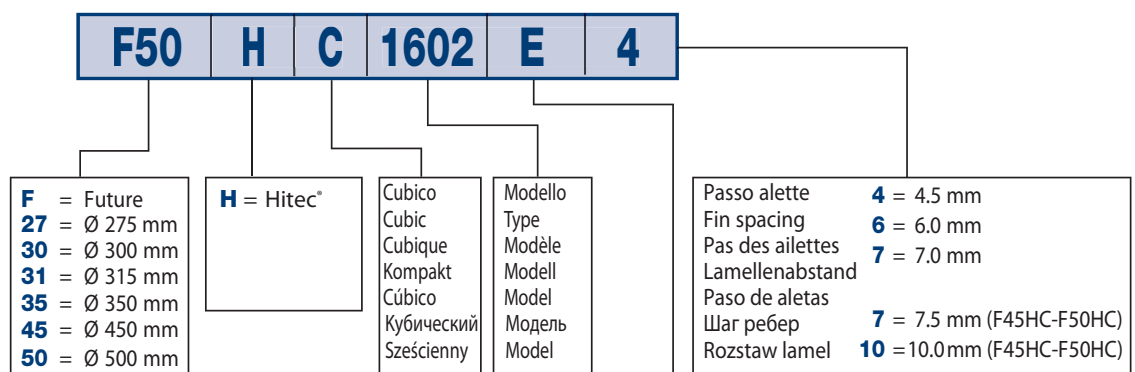 F50 H C 1602 E 4
F = Future
27 = Ø 275 mm
30 = Ø 300 mm
31 = Ø 315 mm
35 = Ø 350 mm
45 = Ø 450 mm
50 = Ø 500 mm
H = Hitec®
Cubico
Cubic
Cubique
Kompakt
Cúbico
Кубический
Sześcienny
Modello
Type
Modèle
Modell
Model
Модель
Model
Passo alette 4 = 4.5 mm
Fin spacing 6 = 6.0 mm
Pas des ailettes 7 = 7.0 mm
Lamellenabstand
Paso de aletas
Шаг ребер 7 = 7.5 mm (F45HC-F50HC)
Rozstaw lamel 10 =10.0mm (F45HC-F50HC)